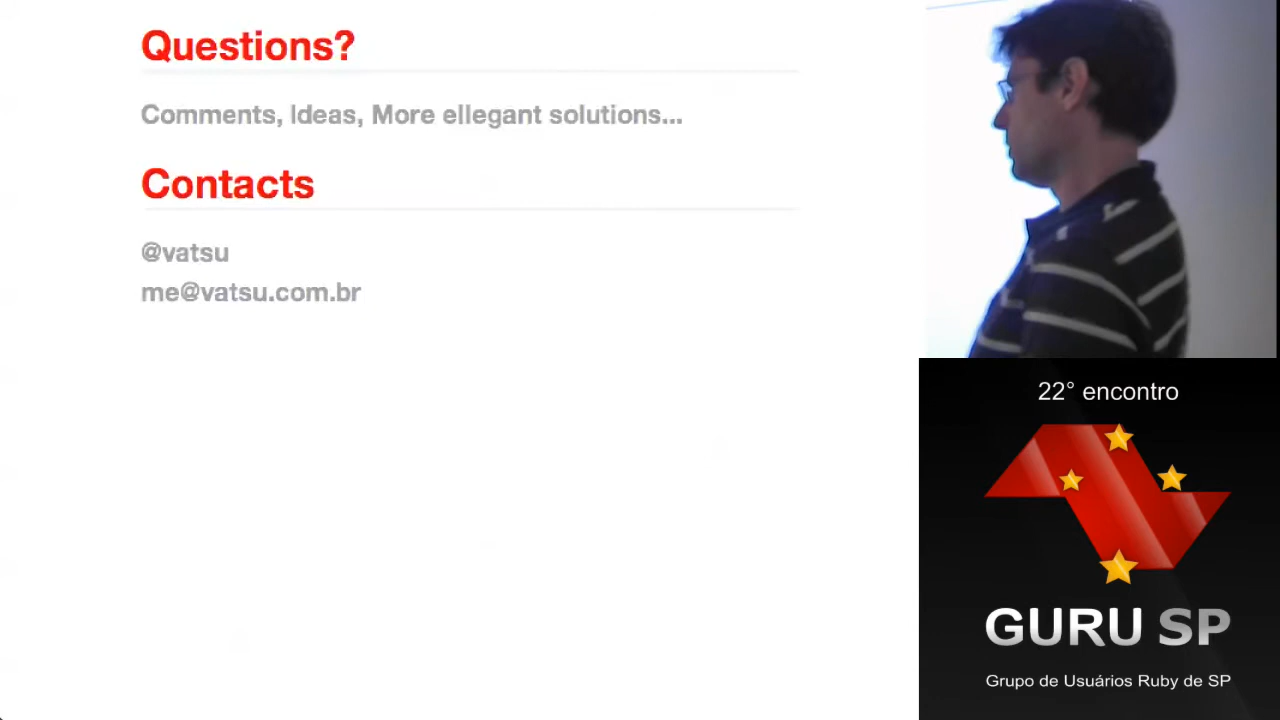 Questions?
Comments, Ideas, More ellegant solutions...
Contacts
@vatsu
me@vatsu.com.br
22° encontro
GURU SP
Grupo de Usuários Ruby de SP